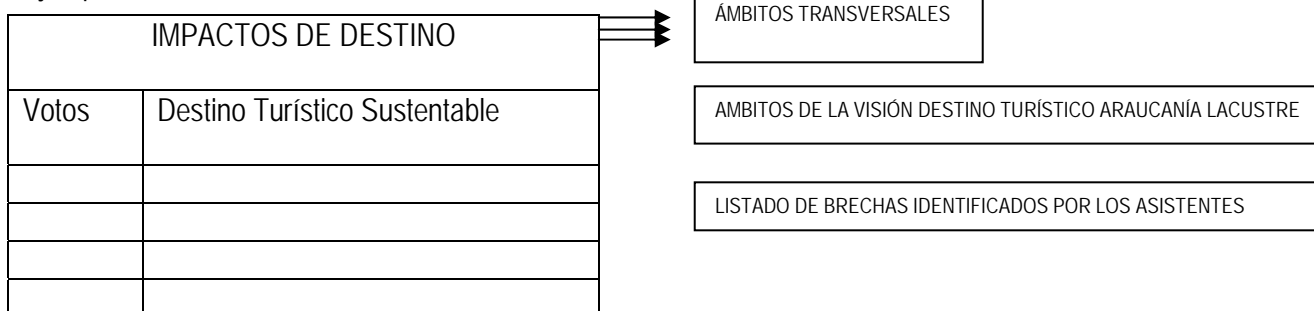 IMPACTOS DE DESTINO
Votos
Destino Turístico Sustentable
ÁMBITOS TRANSVERSALES
AMBITOS DE LA VISIÓN DESTINO TURÍSTICO ARAUCANÍA LACUSTRE
LISTADO DE BRECHAS IDENTIFICADOS POR LOS ASISTENTES